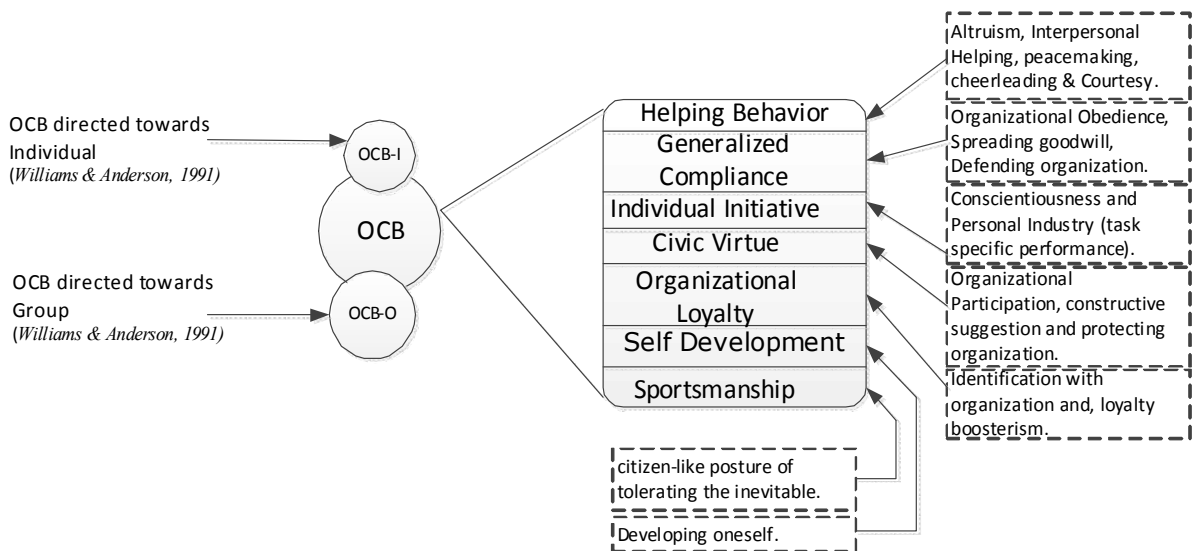 OCB directed towards
Individual
(Williams & Anderson, 1991)
OCB-I
OCB
OCB directed towards
Group
(Williams & Anderson, 1991)
OCB-O
Helping Behavior
Generalized
Compliance
Individual Initiative
Civic Virtue
Organizational
Loyalty
Self Development
Sportsmanship
Altruism, Interpersonal
Helping, peacemaking,
cheerleading & Courtesy.
Organizational Obedience,
Spreading goodwill,
Defending organization.
Conscientiousness and
Personal Industry (task
specific performance).
Organizational
Participation, constructive
suggestion and protecting
organization.
Identification with
organization and, loyalty
boosterism.
citizen-like posture of
tolerating the inevitable.
Developing oneself.